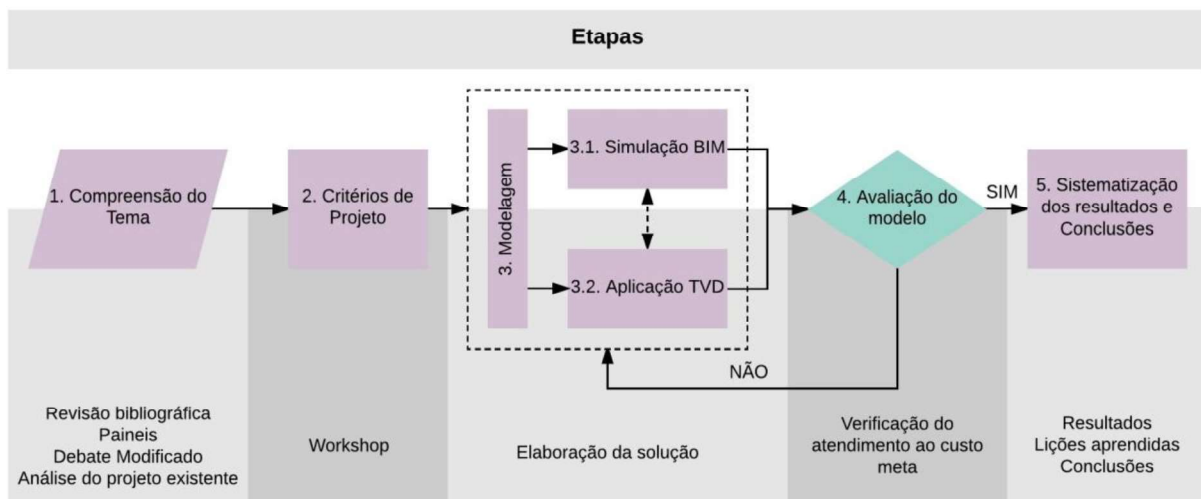 Etapas
1. Compreensão do
Tema
2. Critérios de
Projeto
3. Modelagem
3.1. Simulação BIM
3.2. Aplicação TVD
4. Avaliação do
modelo
SIM
NÃO
5. Sistematização
dos resultados e
Conclusões
Revisão bibliográfica
Paineis
Debate Modificado
Análise do projeto existente
Workshop
Elaboração da solução
Verificação do
atendimento ao custo
meta
Resultados
Lições aprendidas
Conclusões